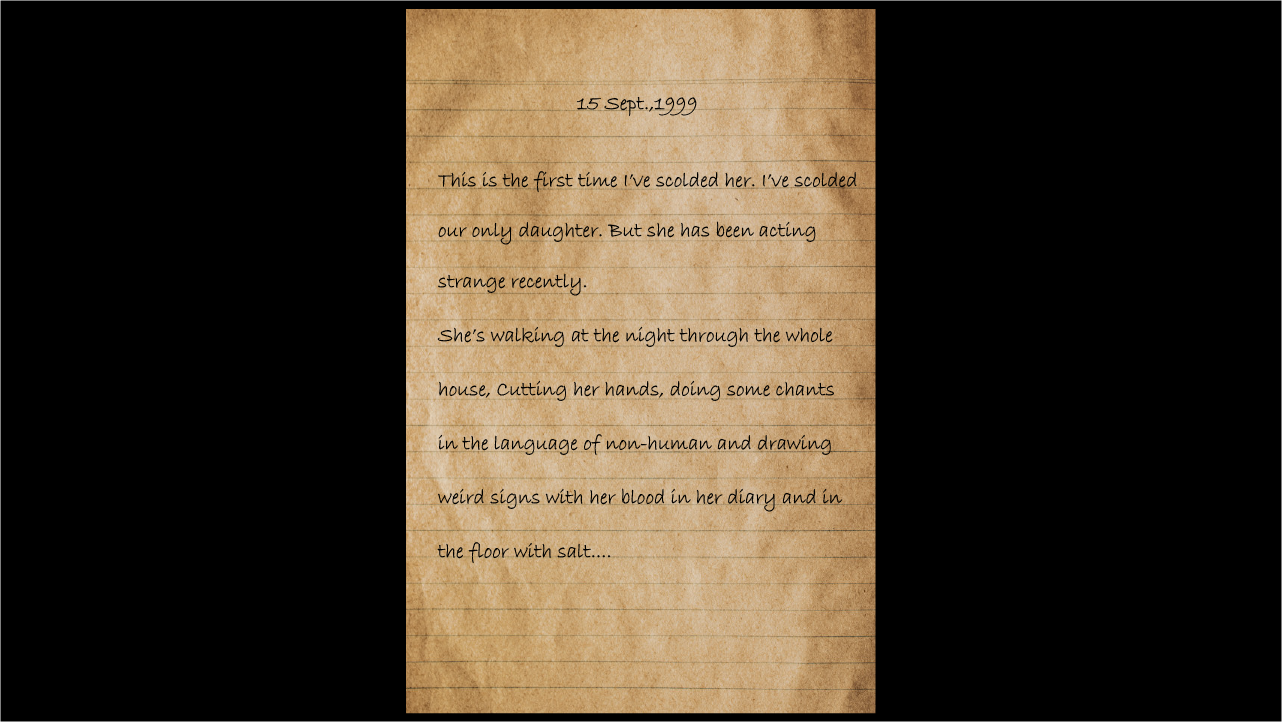 15 Sept.,1999
This is the first time I've scolded her. I've scolded
our only daughter. But she has been acting
strange recently.
She's walking at the night through the whole
house, Cutting her hands, doing some chants
in the language of non-human and drawing
weird signs with her blood in her diary and in
the floor with salt....